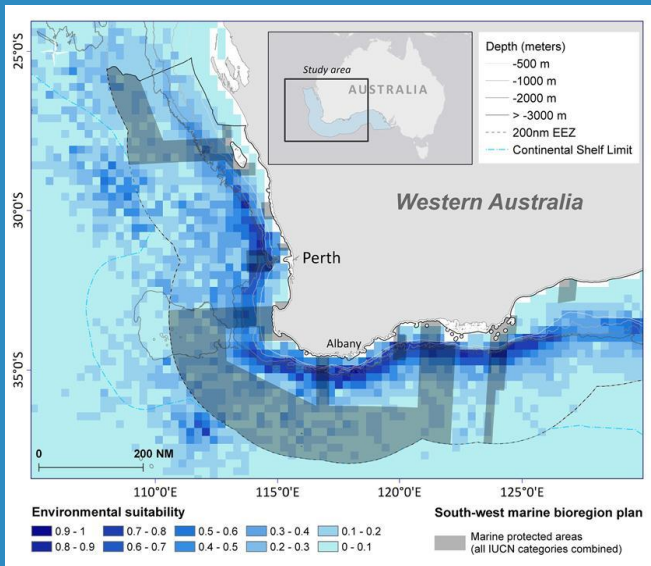 25°0'S
30°0'S
35°0'S
Study area
AUSTRALIA
Depth (meters)
-500 m
-1000 m
-2000 m
> -3000 m
200nm EEZ
Continental Shelf Limit
Western Australia
Perth
Albany
0 200 NM
110°0'E 115°0'E 120°0'E 125°0'E
Environmental suitability
0.9 - 1 0.7 - 0.8 0.5 - 0.6 0.3 - 0.4 0.1 - 0.2
0.8 - 0.9 0.6 - 0.7 0.4 - 0.5 0.2 - 0.3 0 - 0.1
South-west marine bioregion plan
Marine protected areas
(all IUCN categories combined)